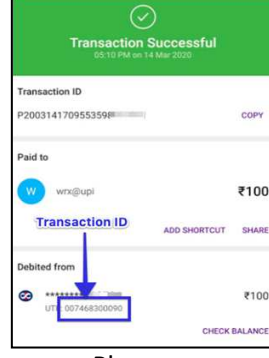 Transaction Successful
05:10 PM on 14 Mar 2020
Transaction ID
COPY
Paid to
W wrx@upi ₹100
Transaction ID
ADD SHORTCUT SHARE
Debited from
₹100
UTR: 007468300090
CHECK BALANCE